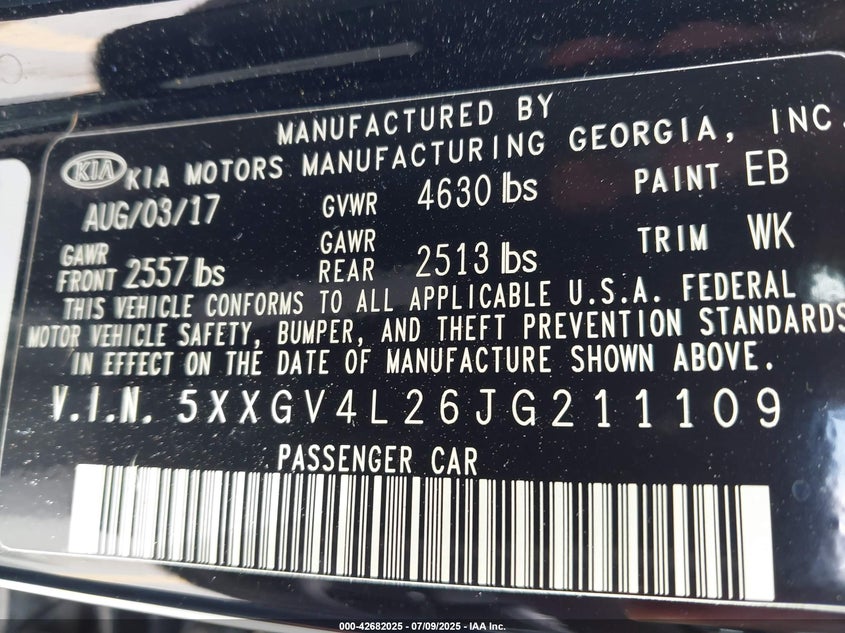 MANUFACTURED BY
KIA KIA MOTORS MANUFACTURING GEORGIA, INC.
AUG/03/17 GVWR 4630 lbs PAINT EB
GAWR FRONT 2557 lbs GAWR REAR 2513 lbs TRIM WK
THIS VEHICLE CONFORMS TO ALL APPLICABLE U.S.A. FEDERAL
MOTOR VEHICLE SAFETY, BUMPER, AND THEFT PREVENTION STANDARDS
IN EFFECT ON THE DATE OF MANUFACTURE SHOWN ABOVE.
V.I.N. 5XXGV4L26JG211109
PASSENGER CAR
000-42682025 - 07/09/2025 - IAA Inc.